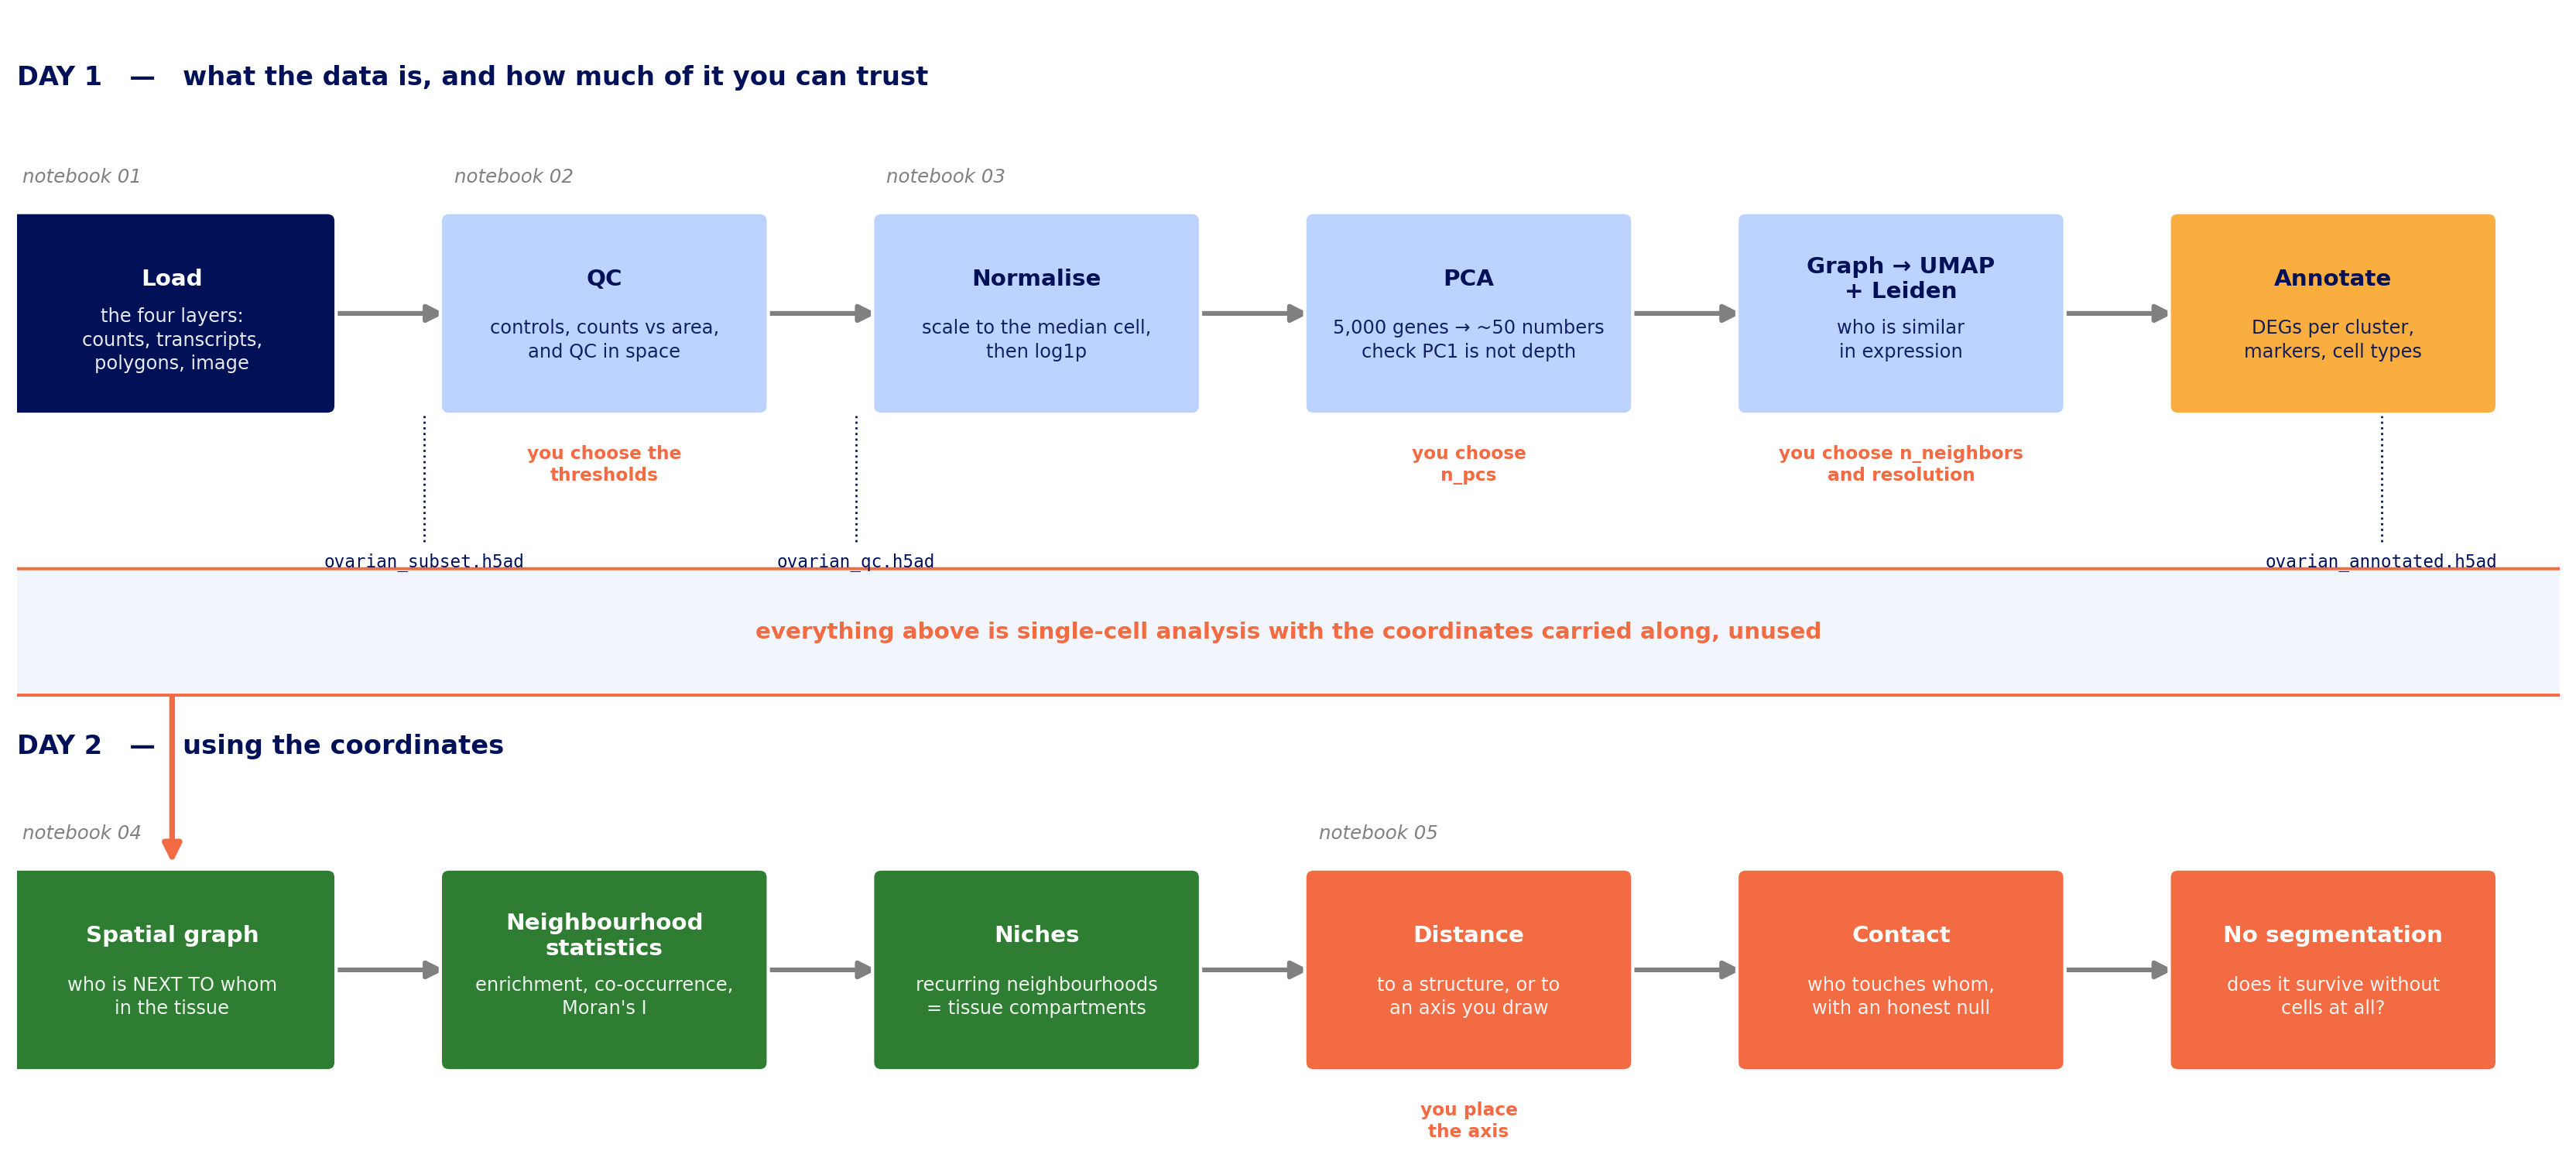 DAY 1 — what the data is, and how much of it you can trust
notebook 01
notebook 02
notebook 03
Load
the four layers:
counts, transcripts,
polygons, image
QC
controls, counts vs area,
and QC in space
Normalise
scale to the median cell,
then log1p
PCA
5,000 genes → ~50 numbers
check PC1 is not depth
Graph → UMAP
+ Leiden
who is similar
in expression
Annotate
DEGs per cluster,
markers, cell types
you choose the
thresholds
you choose
n_pcs
you choose n_neighbors
and resolution
ovarian_subset.h5ad
ovarian_qc.h5ad
ovarian_annotated.h5ad
everything above is single-cell analysis with the coordinates carried along, unused
DAY 2 — using the coordinates
notebook 04
notebook 05
Spatial graph
who is NEXT TO whom
in the tissue
Neighbourhood
statistics
enrichment, co-occurrence,
Moran's I
Niches
recurring neighbourhoods
= tissue compartments
Distance
to a structure, or to
an axis you draw
Contact
who touches whom,
with an honest null
No segmentation
does it survive without
cells at all?
you place
the axis